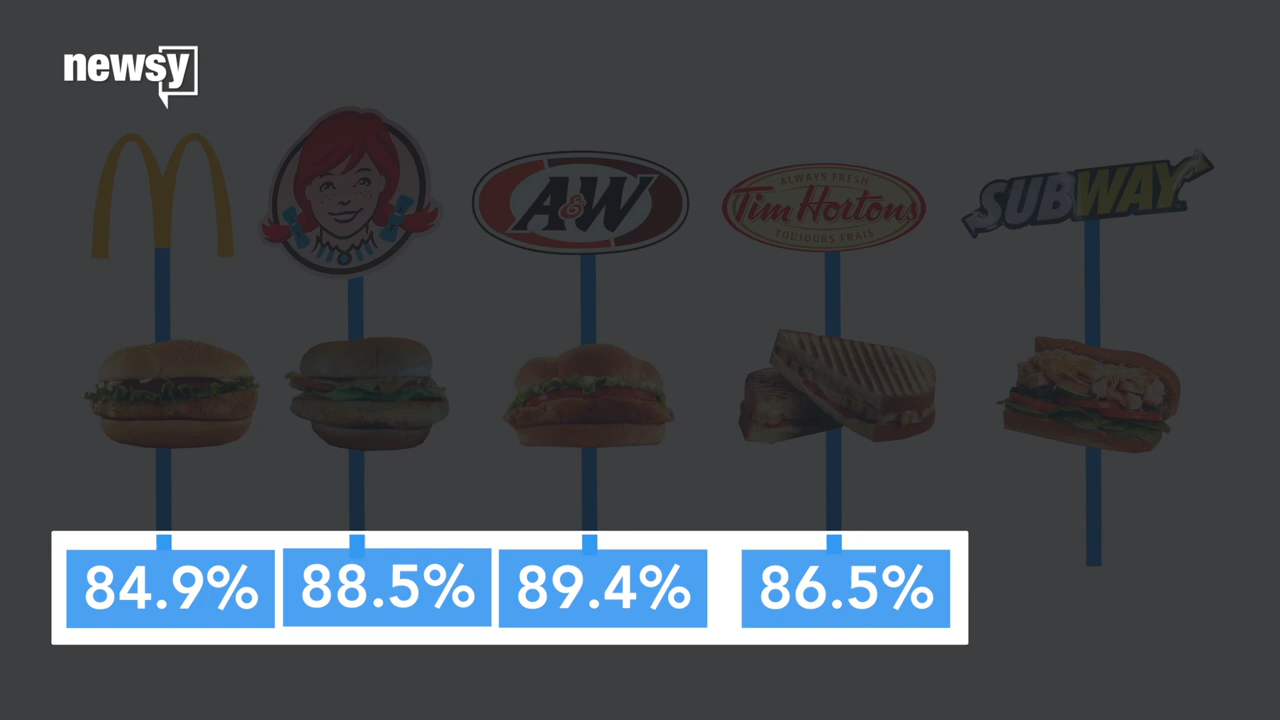 newsy
A&W
ALWAYS FRESH
Tim Hortons
TOUJOURS FRAIS
SUBWAY
84.9%
88.5%
89.4%
86.5%